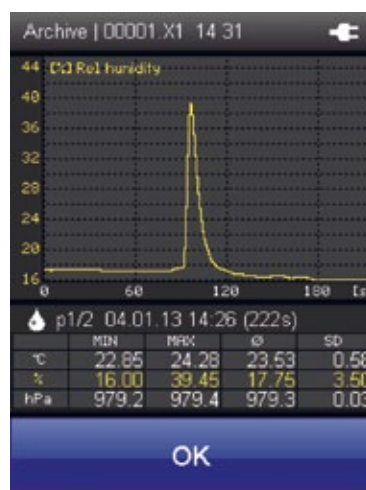 Archive | 00001.X1 14:31
44 [%] Rel humidity
40
36
32
28
24
20
16
0 60 120 180 [s
p1/2 04.01.13 14:26 (222s)
MIN MAX Ø SD
°C 22.85 24.28 23.53 0.58
% 16.00 39.45 17.75 3.50
hPa 979.2 979.4 979.3 0.03
OK